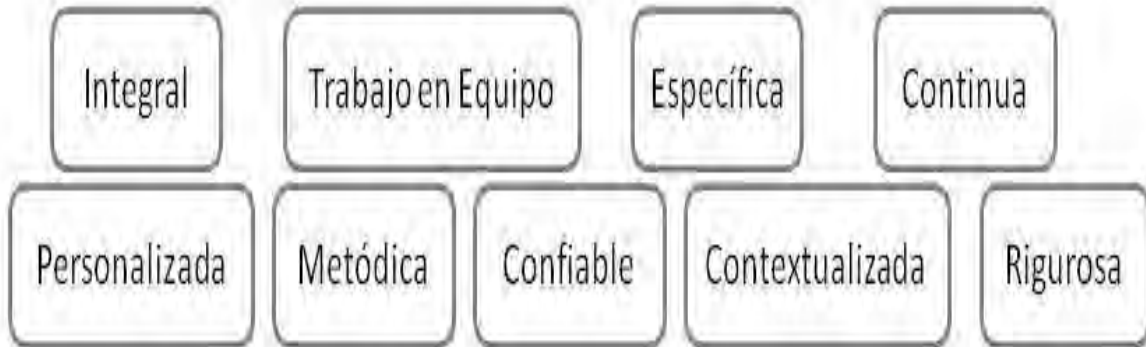 Integral
Trabajo en Equipo
Específica
Continua
Personalizada
Metódica
Confiable
Contextualizada
Rigurosa